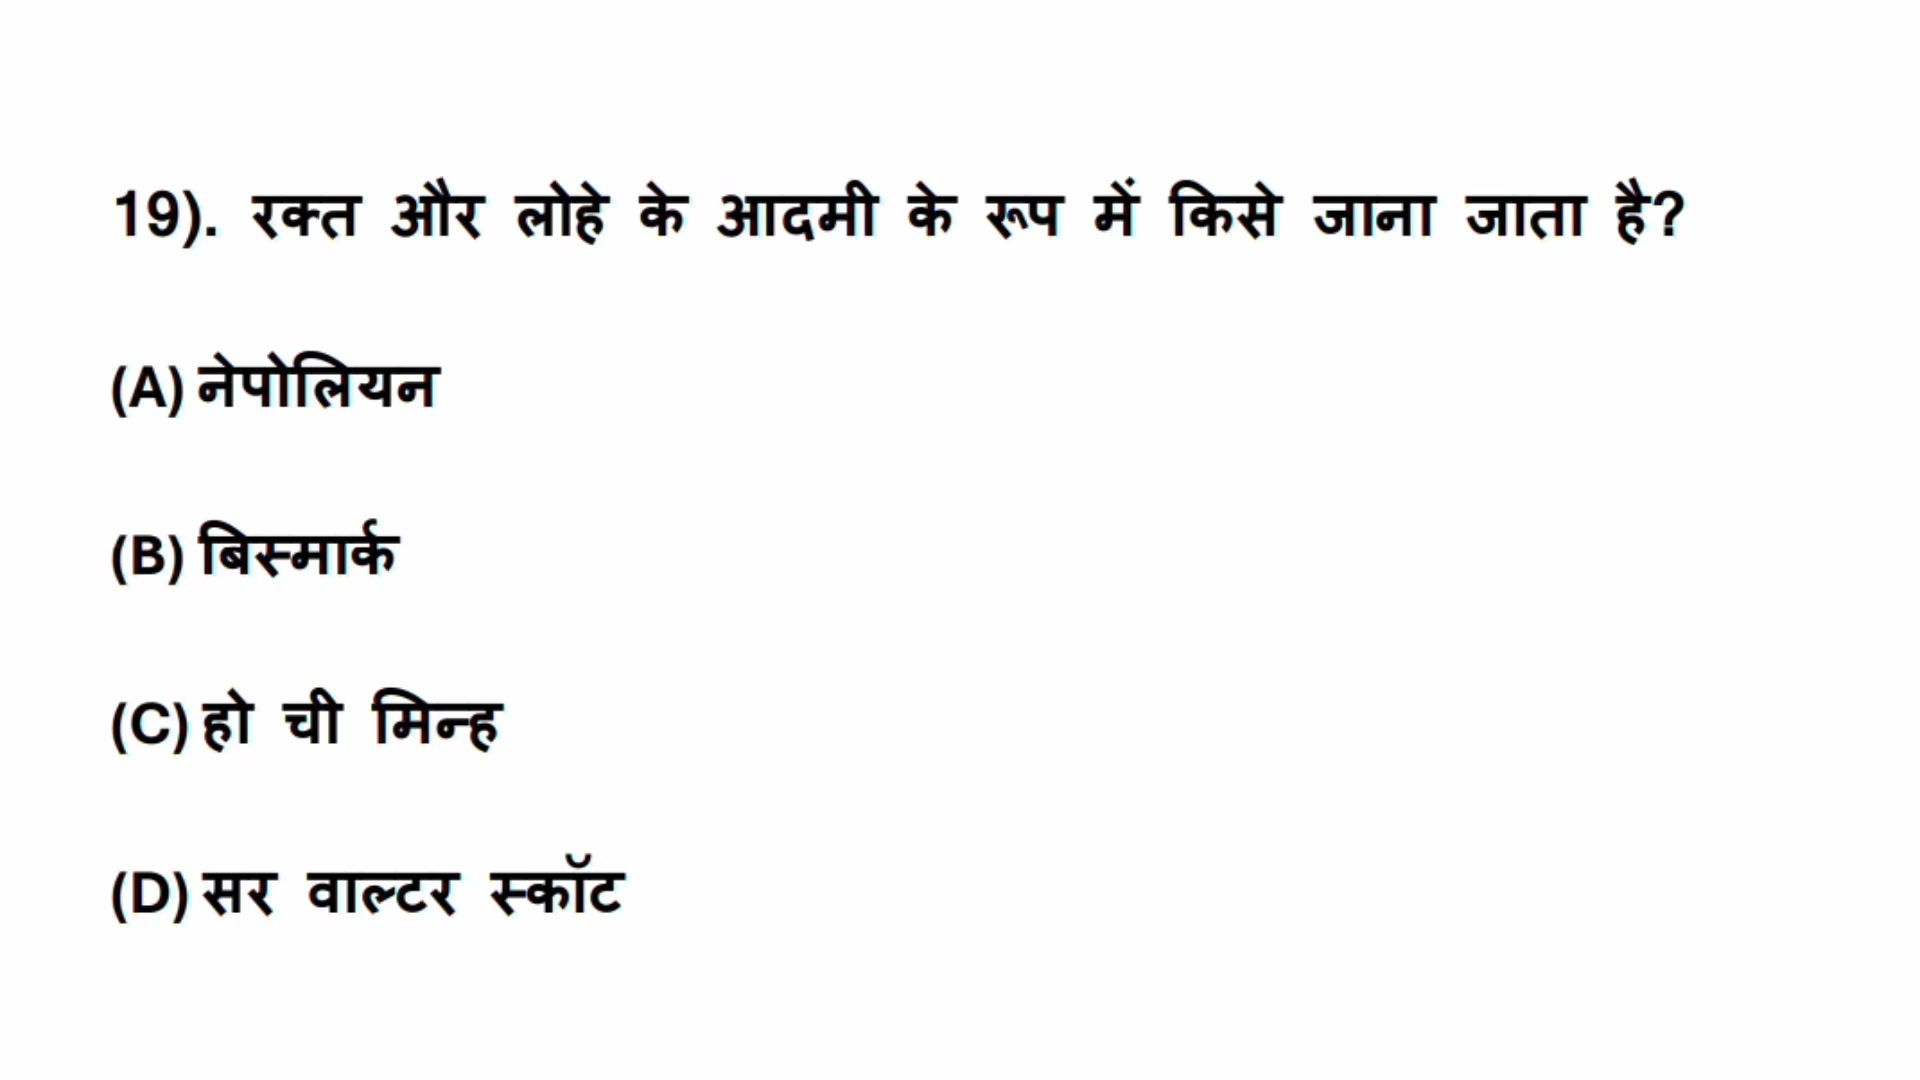 19). रक्त और लोहे के आदमी के रूप में किसे जाना जाता है?
(A) नेपोलियन
(B) बिस्मार्क
(C) हो ची मिन्ह
(D) सर वाल्टर स्कॉट